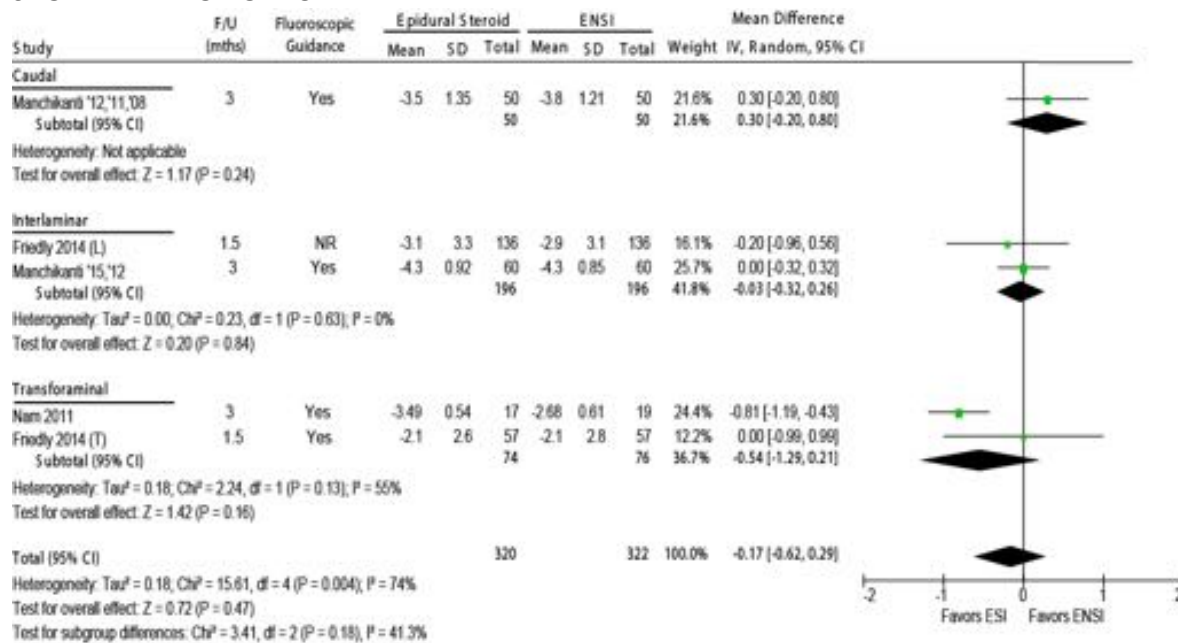 F/U Fluoroscopic Epidural Steroid ENSI Mean Difference
Study (mths) Guidance Mean SD Total Mean SD Total Weight IV, Random, 95% CI
Caudal
Manchikanti '12,'11,'08 3 Yes -3.5 1.35 50 -3.8 1.21 50 21.6% 0.30 [-0.20, 0.80]
Subtotal (95% CI) 50 50 21.6% 0.30 [-0.20, 0.80]
Heterogeneity: Not applicable
Test for overall effect: Z = 1.17 (P = 0.24)
Interlaminar
Friedly 2014 (L) 1.5 NR -3.1 3.3 136 -2.9 3.1 136 16.1% -0.20 [-0.96, 0.56]
Manchikanti '15,'12 3 Yes -4.3 0.92 60 -4.3 0.85 60 25.7% 0.00 [-0.32, 0.32]
Subtotal (95% CI) 196 196 41.8% -0.03 [-0.32, 0.26]
Heterogeneity: Tau² = 0.00; Chi² = 0.23, df = 1 (P = 0.63); I² = 0%
Test for overall effect: Z = 0.20 (P = 0.84)
Transforaminal
Nam 2011 3 Yes -3.49 0.54 17 -2.68 0.61 19 24.4% -0.81 [-1.19, -0.43]
Friedly 2014 (T) 1.5 Yes -2.1 2.6 57 -2.1 2.8 57 12.2% 0.00 [-0.99, 0.99]
Subtotal (95% CI) 74 76 36.7% -0.54 [-1.29, 0.21]
Heterogeneity: Tau² = 0.18; Chi² = 2.24, df = 1 (P = 0.13); I² = 55%
Test for overall effect: Z = 1.42 (P = 0.16)
Total (95% CI) 320 322 100.0% -0.17 [-0.62, 0.29]
Heterogeneity: Tau² = 0.18; Chi² = 15.61, df = 4 (P = 0.004); I² = 74%
Test for overall effect: Z = 0.72 (P = 0.47)
Test for subgroup differences: Chi² = 3.41, df = 2 (P = 0.18), I² = 41.3%
-2 -1 0 1 2
Favors ESI Favors ENSI